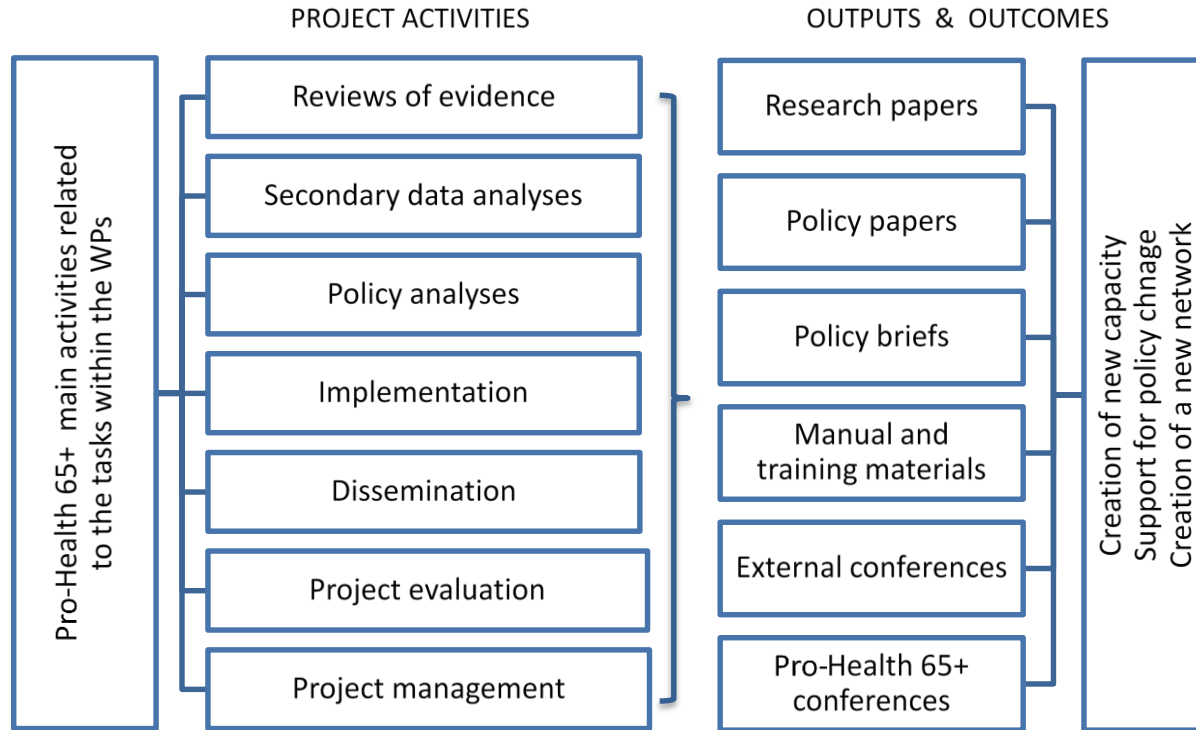 PROJECT ACTIVITIES
OUTPUTS & OUTCOMES
Pro-Health 65+ main activities related
to the tasks within the WPs
Reviews of evidence
Secondary data analyses
Policy analyses
Implementation
Dissemination
Project evaluation
Project management
Research papers
Policy papers
Policy briefs
Manual and
training materials
External conferences
Pro-Health 65+
conferences
Creation of new capacity
Support for policy chnage
Creation of a new network